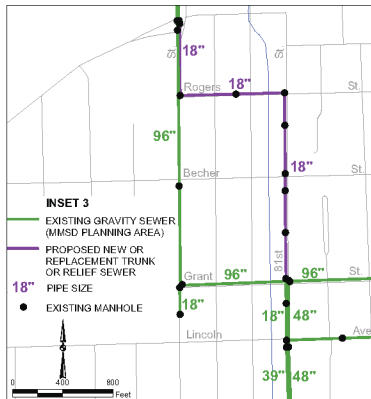 St.
St.
18"
18"
Rogers
St.
96"
18"
Becher
St.
INSET 3
EXISTING GRAVITY SEWER
(MMSD PLANNING AREA)
PROPOSED NEW OR
REPLACEMENT TRUNK
OR RELIEF SEWER
18" PIPE SIZE
EXISTING MANHOLE
81st
Grant
96"
96"
St.
18"
18"
48"
Lincoln
Ave
39"
48"
0 400 800
Feet